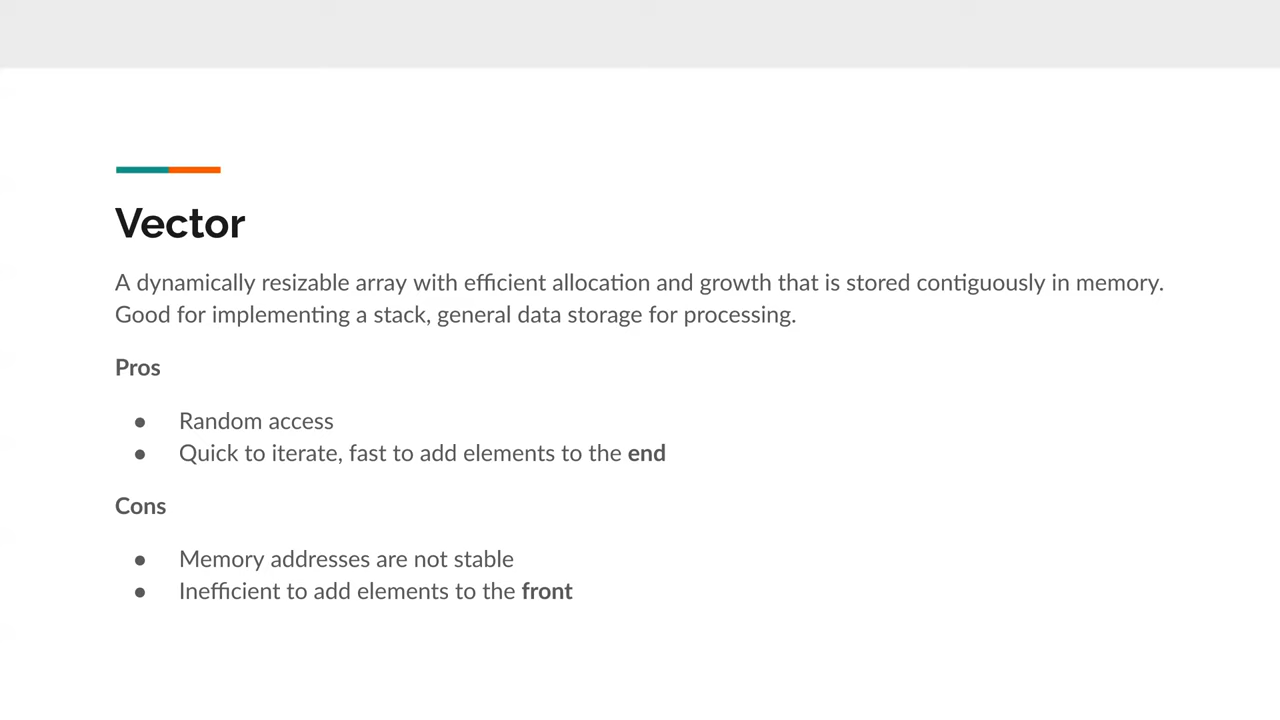 Vector
A dynamically resizable array with efficient allocation and growth that is stored contiguously in memory.
Good for implementing a stack, general data storage for processing.
Pros
● Random access
● Quick to iterate, fast to add elements to the end
Cons
● Memory addresses are not stable
● Inefficient to add elements to the front